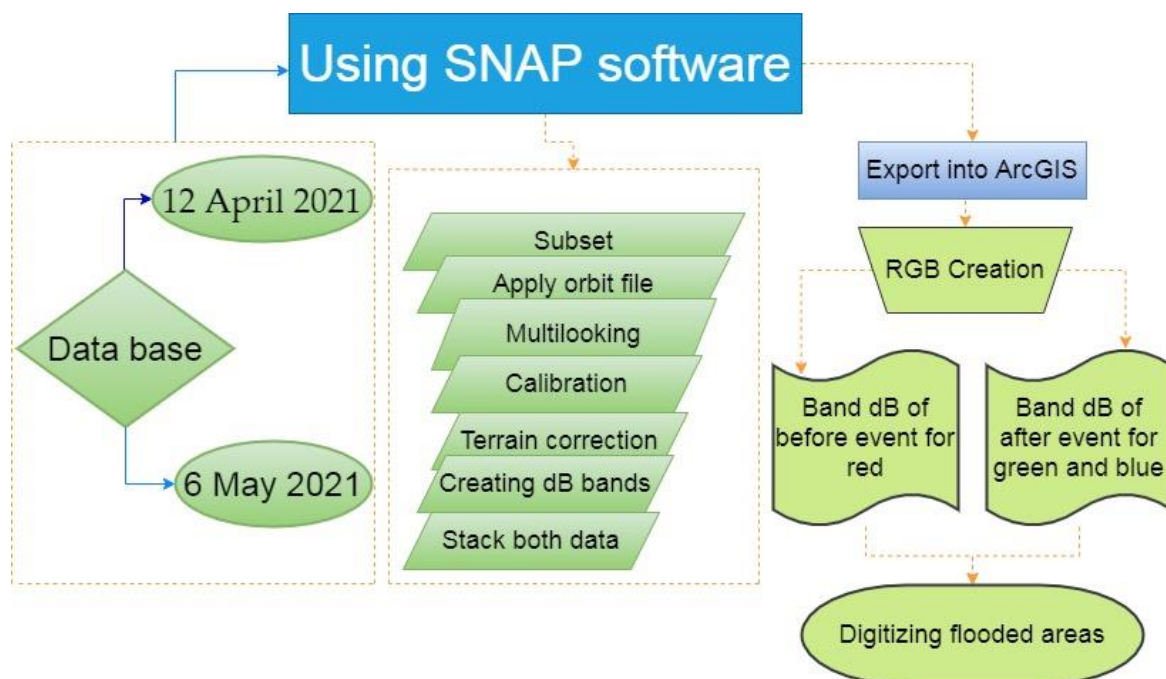 Using SNAP software
12 April 2021
Data base
6 May 2021
Subset
Apply orbit file
Multilooking
Calibration
Terrain correction
Creating dB bands
Stack both data
Export into ArcGIS
RGB Creation
Band dB of
before event for
red
Band dB of
after event for
green and blue
Digitizing flooded areas